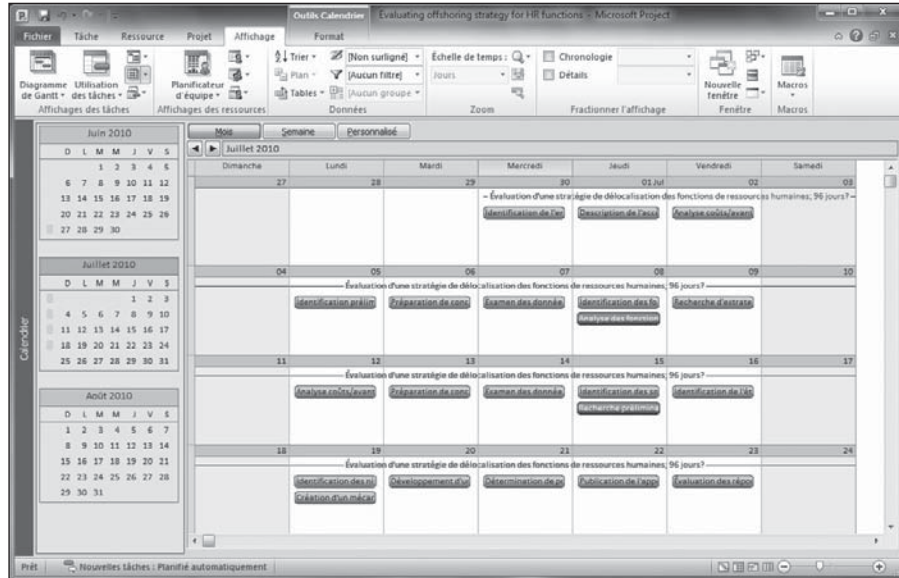 Outils Calendrier
Evaluating offshoring strategy for HR functions - Microsoft Project
Fichier Tâche Ressource Projet Affichage Format
Diagramme de Gantt
Utilisation des tâches
Affichages des tâches
Planificateur d'équipe
Affichages des ressources
Trier
Plan
Tables
[Non surligné]
[Aucun filtre]
[Aucun groupe
Données
Échelle de temps :
Jours
Zoom
Chronologie
Détails
Fractionner l'affichage
Nouvelle fenêtre
Fenêtre
Macros
Macros
Calendrier
Juin 2010
D L M M J V S
1 2 3 4 5
6 7 8 9 10 11 12
13 14 15 16 17 18 19
20 21 22 23 24 25 26
27 28 29 30
Juillet 2010
D L M M J V S
1 2 3
4 5 6 7 8 9 10
11 12 13 14 15 16 17
18 19 20 21 22 23 24
25 26 27 28 29 30 31
Août 2010
D L M M J V S
1 2 3 4 5 6 7
8 9 10 11 12 13 14
15 16 17 18 19 20 21
22 23 24 25 26 27 28
29 30 31
Mois Semaine Personnalisé
Juillet 2010
Dimanche Lundi Mardi Mercredi Jeudi Vendredi Samedi
27 28 29 30 01 Jul 02 03
Évaluation d'une stratégie de délocalisation des fonctions de ressources humaines; 96 jours?
Identification de l'en Description de l'acc Analyse coûts/avant
04 05 06 07 08 09 10
Évaluation d'une stratégie de délocalisation des fonctions de ressources humaines; 96 jours?
Identification prélim Préparation de conc Examen des donnée Identification des fo Recherche d'extrate
Analyse des fonction
11 12 13 14 15 16 17
Évaluation d'une stratégie de délocalisation des fonctions de ressources humaines; 96 jours?
Analyse coûts/avant Préparation de conc Examen des donnée Identification des Identification de
Recherche prélimina
18 19 20 21 22 23 24
Évaluation d'une stratégie de délocalisation des fonctions de ressources humaines; 96 jours?
Identification des ni Développement d'u Détermination de Publication de l'app Évaluation des répo
Création d'un mécan
Prêt
Nouvelles tâches : Planifié automatiquement